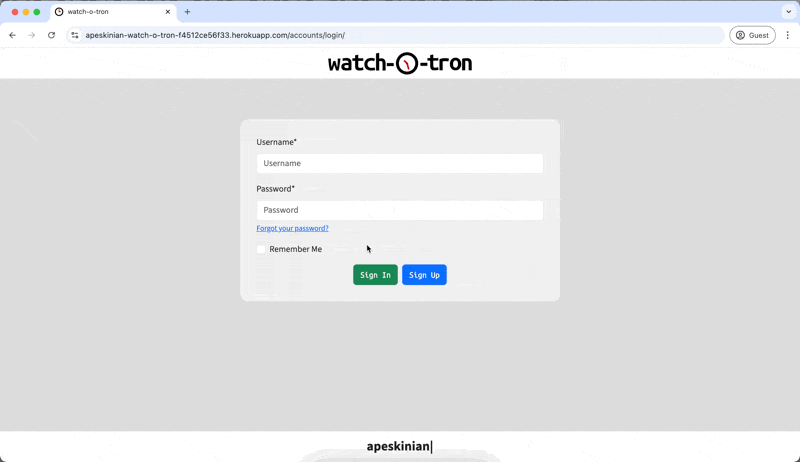 watch-o-tron
apeskinian-watch-o-tron-f4512ce56f33.herokuapp.com/accounts/login/
Guest
watch-o-tron
Username*
Username
Password*
Password
Forgot your password?
Remember Me
Sign In Sign Up
apeskinian|